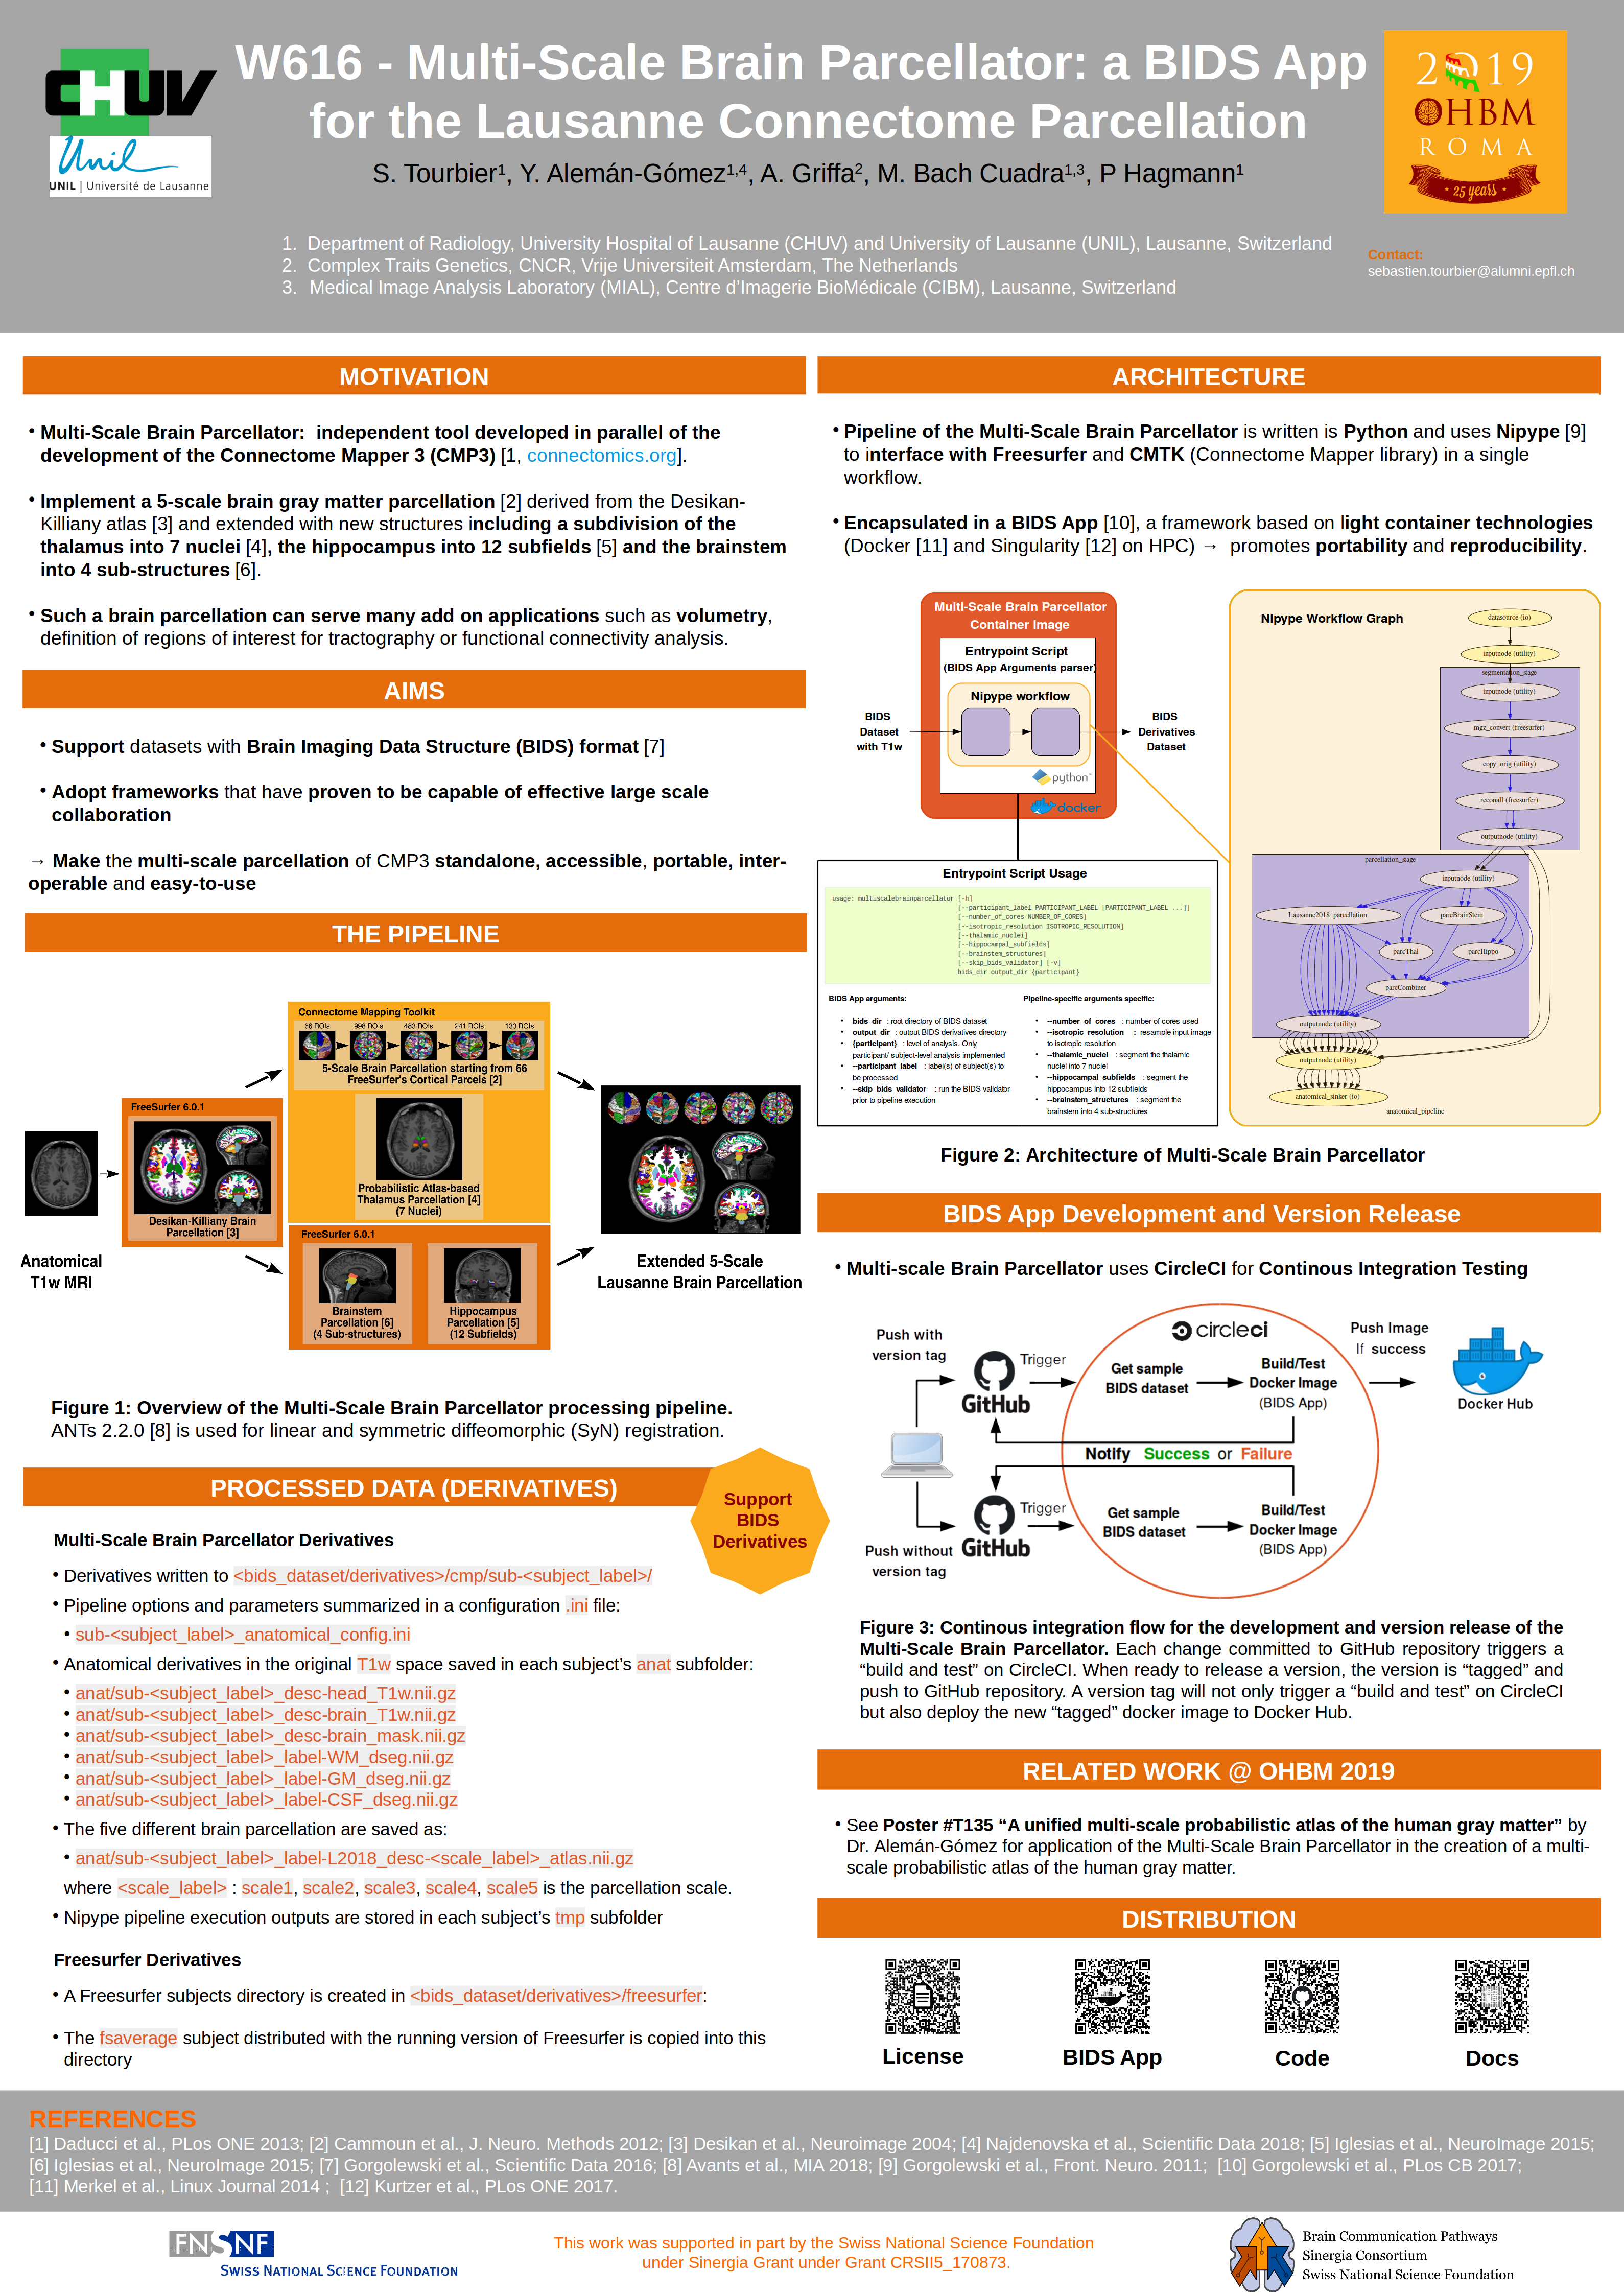 CHUV
Unil
UNIL | Université de Lausanne
W616 - Multi-Scale Brain Parcellator: a BIDS App
for the Lausanne Connectome Parcellation
S. Tourbier1, Y. Alemán-Gómez1,4, A. Griffa2, M. Bach Cuadra1,3, P Hagmann1
2019
OHBM
ROMA
25 years
1. Department of Radiology, University Hospital of Lausanne (CHUV) and University of Lausanne (UNIL), Lausanne, Switzerland
2. Complex Traits Genetics, CNCR, Vrije Universiteit Amsterdam, The Netherlands
3. Medical Image Analysis Laboratory (MIAL), Centre d’Imagerie BioMédicale (CIBM), Lausanne, Switzerland
Contact:
sebastien.tourbier@alumni.epfl.ch
MOTIVATION
• Multi-Scale Brain Parcellator: independent tool developed in parallel of the
development of the Connectome Mapper 3 (CMP3) [1, connectomics.org].
• Implement a 5-scale brain gray matter parcellation [2] derived from the Desikan-
Killiany atlas [3] and extended with new structures including a subdivision of the
thalamus into 7 nuclei [4], the hippocampus into 12 subfields [5] and the brainstem
into 4 sub-structures [6].
• Such a brain parcellation can serve many add on applications such as volumetry,
definition of regions of interest for tractography or functional connectivity analysis.
AIMS
• Support datasets with Brain Imaging Data Structure (BIDS) format [7]
• Adopt frameworks that have proven to be capable of effective large scale
collaboration
→ Make the multi-scale parcellation of CMP3 standalone, accessible, portable, inter-
operable and easy-to-use
THE PIPELINE
Connectome Mapping Toolkit
66 ROIs 998 ROIs 483 ROIs 241 ROIs 133 ROIs
5-Scale Brain Parcellation starting from 66
FreeSurfer's Cortical Parcels [2]
FreeSurfer 6.0.1
Desikan-Killiany Brain
Parcellation [3]
Probabilistic Atlas-based
Thalamus Parcellation [4]
(7 Nuclei)
FreeSurfer 6.0.1
Brainstem
Parcellation [6]
(4 Sub-structures)
Hippocampus
Parcellation [5]
(12 Subfields)
Anatomical
T1w MRI
Extended 5-Scale
Lausanne Brain Parcellation
Figure 1: Overview of the Multi-Scale Brain Parcellator processing pipeline.
ANTs 2.2.0 [8] is used for linear and symmetric diffeomorphic (SyN) registration.
PROCESSED DATA (DERIVATIVES)
Support
BIDS
Derivatives
Multi-Scale Brain Parcellator Derivatives
• Derivatives written to <bids_dataset/derivatives>/cmp/sub-<subject_label>/
• Pipeline options and parameters summarized in a configuration .ini file:
• sub-<subject_label>_anatomical_config.ini
• Anatomical derivatives in the original T1w space saved in each subject’s anat subfolder:
• anat/sub-<subject_label>_desc-head_T1w.nii.gz
• anat/sub-<subject_label>_desc-brain_T1w.nii.gz
• anat/sub-<subject_label>_desc-brain_mask.nii.gz
• anat/sub-<subject_label>_label-WM_dseg.nii.gz
• anat/sub-<subject_label>_label-GM_dseg.nii.gz
• anat/sub-<subject_label>_label-CSF_dseg.nii.gz
• The five different brain parcellation are saved as:
• anat/sub-<subject_label>_label-L2018_desc-<scale_label>_atlas.nii.gz
where <scale_label> : scale1, scale2, scale3, scale4, scale5 is the parcellation scale.
• Nipype pipeline execution outputs are stored in each subject’s tmp subfolder
Freesurfer Derivatives
• A Freesurfer subjects directory is created in <bids_dataset/derivatives>/freesurfer:
• The fsaverage subject distributed with the running version of Freesurfer is copied into this
directory
ARCHITECTURE
• Pipeline of the Multi-Scale Brain Parcellator is written is Python and uses Nipype [9]
to interface with Freesurfer and CMTK (Connectome Mapper library) in a single
workflow.
• Encapsulated in a BIDS App [10], a framework based on light container technologies
(Docker [11] and Singularity [12] on HPC) → promotes portability and reproducibility.
Multi-Scale Brain Parcellator
Container Image
Entrypoint Script
(BIDS App Arguments parser)
Nipype workflow
BIDS
Dataset
with T1w
BIDS
Derivatives
Dataset
python
docker
Nipype Workflow Graph
datasource (io)
inputnode (utility)
segmentation_stage
inputnode (utility)
mgz_convert (freesurfer)
copy_orig (utility)
reconall (freesurfer)
outputnode (utility)
parcellation_stage
inputnode (utility)
Lausanne2018_parcellation
parcBrainStem
parcThal
parcHippo
parcCombiner
outputnode (utility)
outputnode (utility)
anatomical_sinker (io)
anatomical_pipeline
Entrypoint Script Usage
usage: multiscalebrainparcellator [-h]
[--participant_label PARTICIPANT_LABEL [PARTICIPANT_LABEL ...]]
[--number_of_cores NUMBER_OF_CORES]
[--isotropic_resolution ISOTROPIC_RESOLUTION]
[--thalamic_nuclei]
[--hippocampal_subfields]
[--brainstem_structures]
[--skip_bids_validator] [-v]
bids_dir output_dir {participant}
BIDS App arguments:
• bids_dir : root directory of BIDS dataset
• output_dir : output BIDS derivatives directory
• {participant} : level of analysis. Only
participant/ subject-level analysis implemented
• --participant_label : label(s) of subject(s) to
be processed
• --skip_bids_validator : run the BIDS validator
prior to pipeline execution
Pipeline-specific arguments specific:
• --number_of_cores : number of cores used
• --isotropic_resolution : resample input image
to isotropic resolution
• --thalamic_nuclei : segment the thalamic
nuclei into 7 nuclei
• --hippocampal_subfields : segment the
hippocampus into 12 subfields
• --brainstem_structures : segment the
brainstem into 4 sub-structures
Figure 2: Architecture of Multi-Scale Brain Parcellator
BIDS App Development and Version Release
• Multi-scale Brain Parcellator uses CircleCI for Continous Integration Testing
Push with
version tag
GitHub
Trigger
circleci
Get sample
BIDS dataset
Build/Test
Docker Image
(BIDS App)
Push Image
If success
Docker Hub
Notify Success or Failure
Push without
version tag
GitHub
Trigger
Get sample
BIDS dataset
Build/Test
Docker Image
(BIDS App)
Figure 3: Continous integration flow for the development and version release of the
Multi-Scale Brain Parcellator. Each change committed to GitHub repository triggers a
“build and test” on CircleCI. When ready to release a version, the version is “tagged” and
push to GitHub repository. A version tag will not only trigger a “build and test” on CircleCI
but also deploy the new “tagged” docker image to Docker Hub.
RELATED WORK @ OHBM 2019
• See Poster #T135 “A unified multi-scale probabilistic atlas of the human gray matter” by
Dr. Alemán-Gómez for application of the Multi-Scale Brain Parcellator in the creation of a multi-
scale probabilistic atlas of the human gray matter.
DISTRIBUTION
License
BIDS App
Code
Docs
REFERENCES
[1] Daducci et al., PLos ONE 2013; [2] Cammoun et al., J. Neuro. Methods 2012; [3] Desikan et al., Neuroimage 2004; [4] Najdenovska et al., Scientific Data 2018; [5] Iglesias et al., NeuroImage 2015;
[6] Iglesias et al., NeuroImage 2015; [7] Gorgolewski et al., Scientific Data 2016; [8] Avants et al., MIA 2018; [9] Gorgolewski et al., Front. Neuro. 2011; [10] Gorgolewski et al., PLos CB 2017;
[11] Merkel et al., Linux Journal 2014 ; [12] Kurtzer et al., PLos ONE 2017.
FNSNF
SWISS NATIONAL SCIENCE FOUNDATION
This work was supported in part by the Swiss National Science Foundation
under Sinergia Grant under Grant CRSII5_170873.
Brain Communication Pathways
Sinergia Consortium
Swiss National Science Foundation